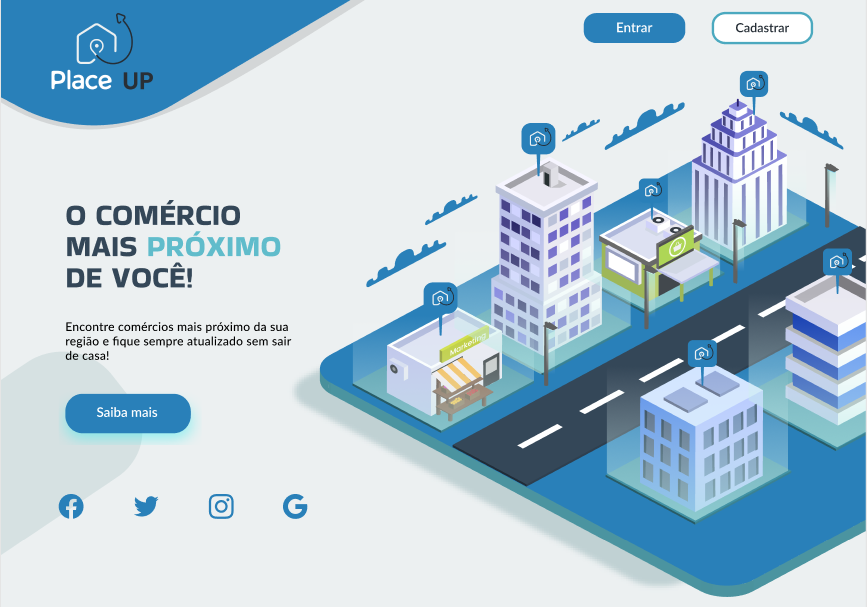 Place UP
Entrar
Cadastrar
O COMÉRCIO
MAIS PRÓXIMO
DE VOCÊ!
Encontre comércios mais próximo da sua
região e fique sempre atualizado sem sair
de casa!
Saiba mais
Marketing